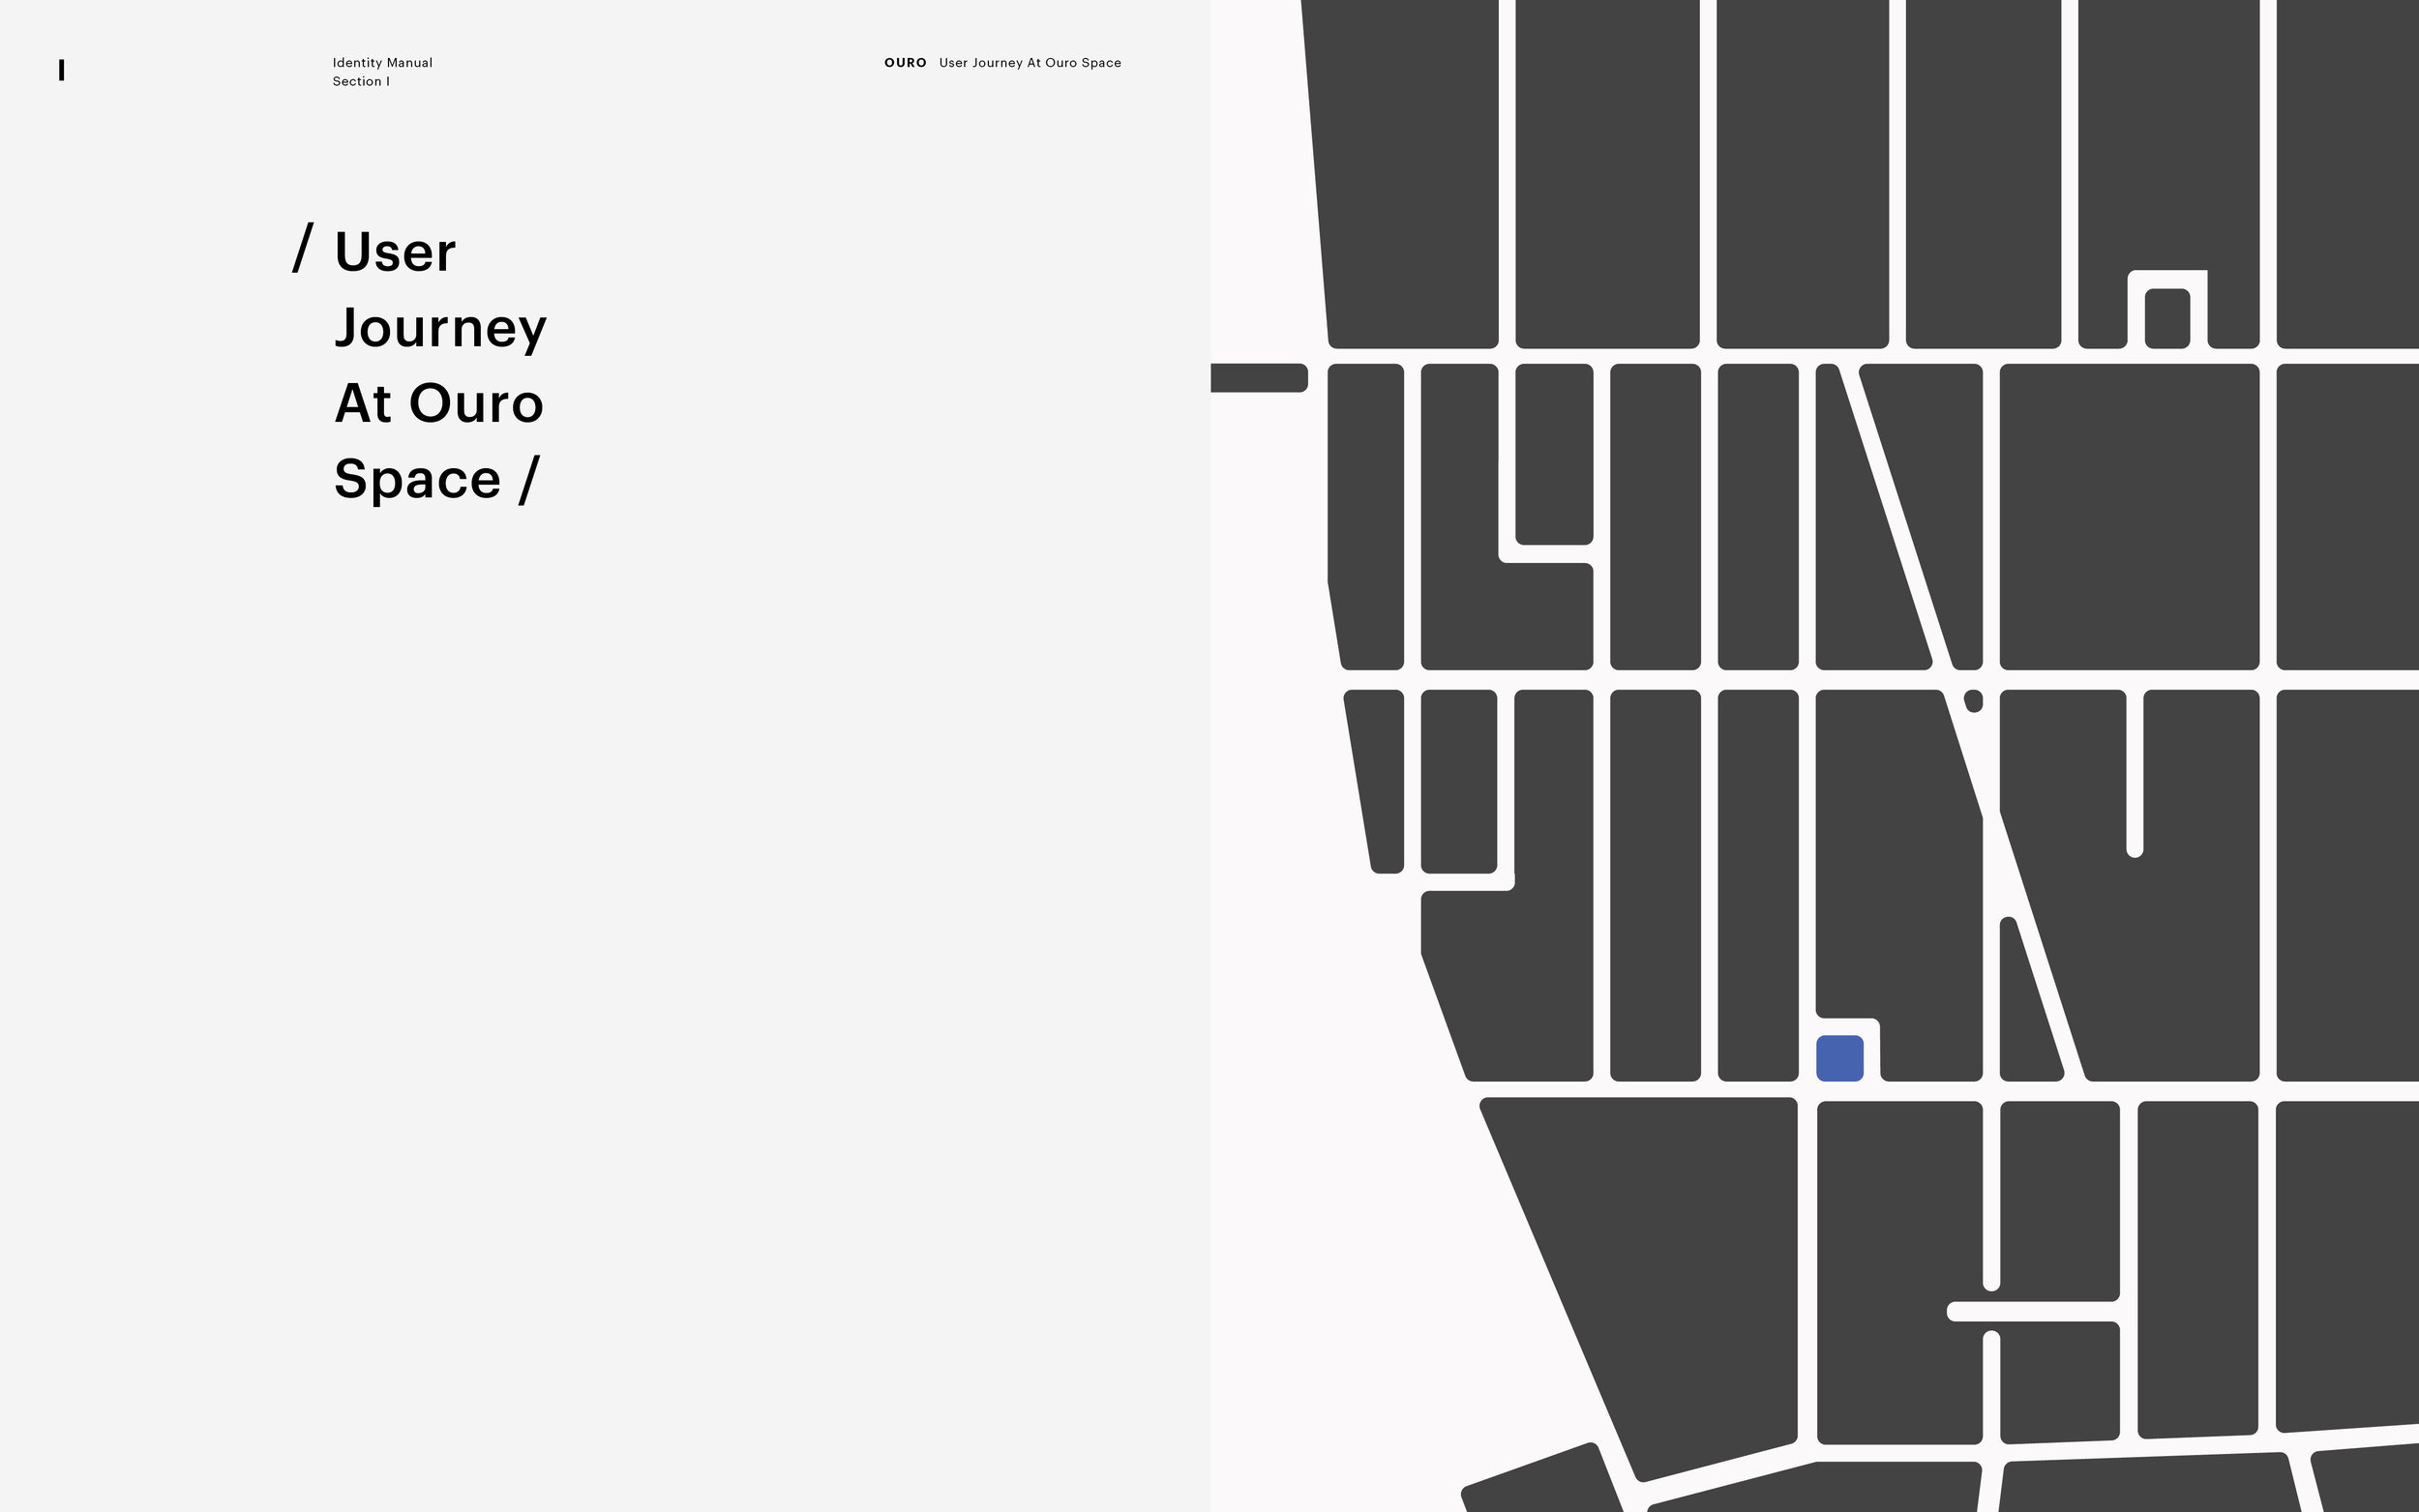 I
Identity Manual
Section I
OURO User Journey At Ouro Space
/ User
Journey
At Ouro
Space /